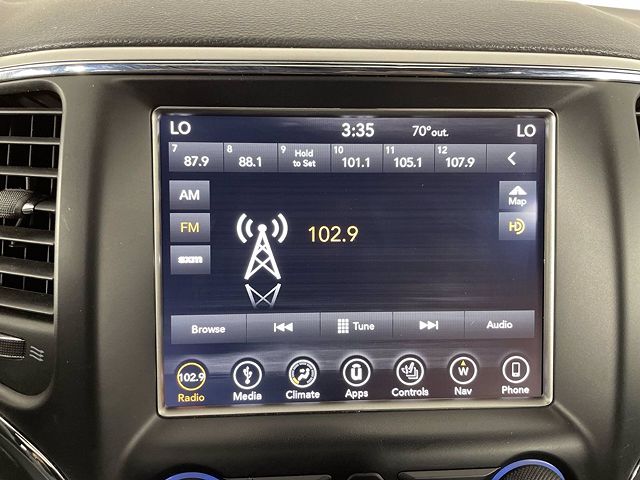 LO 3:35 70°out. LO
7 87.9 8 88.1 9 Hold to Set 10 101.1 11 105.1 12 107.9
AM
Map
FM
102.9
HD
sxm
Browse Tune Audio
102.9 W
Radio Media Climate Apps Controls Nav Phone